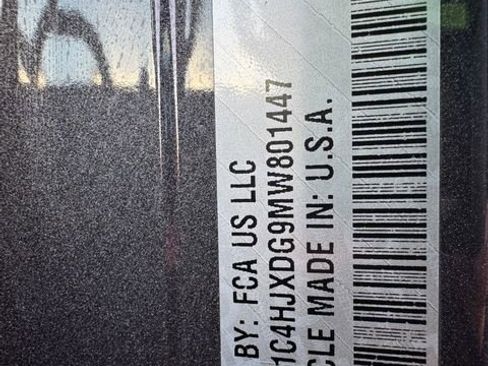 BY: FCA US LLC
1C4HJXDG9MW801447
CLE MADE IN: U.S.A.